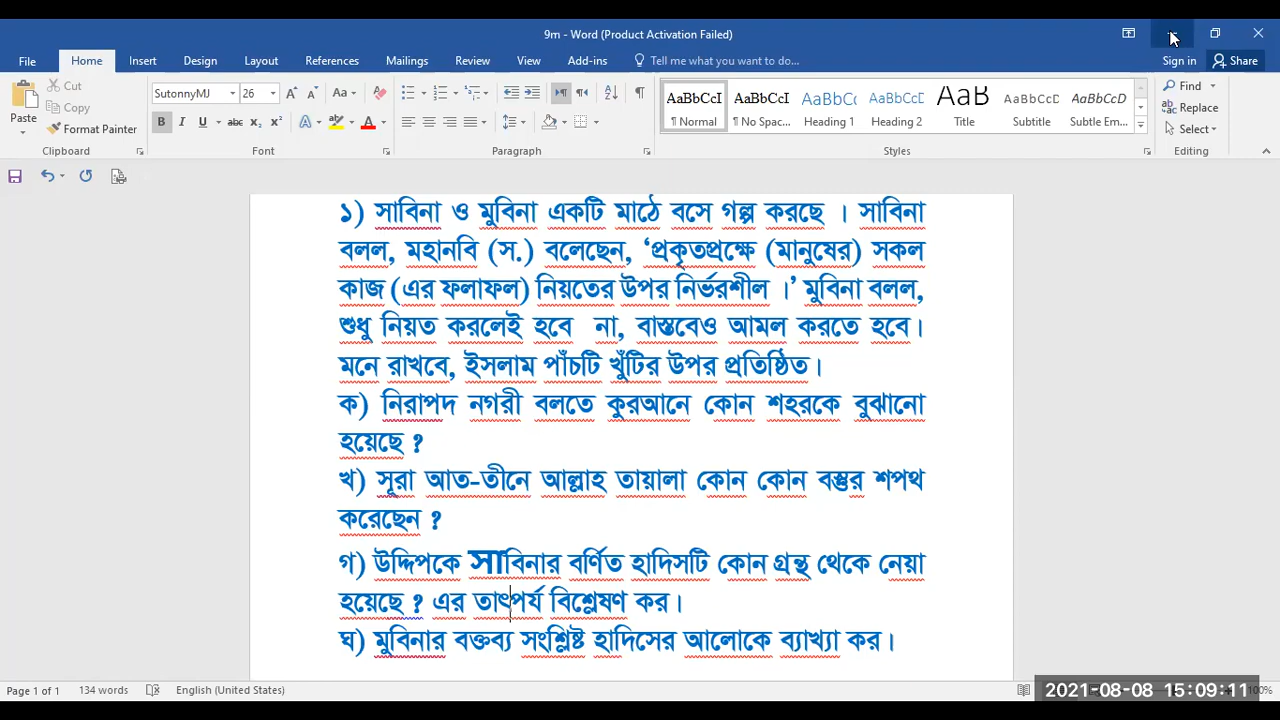 9m - Word (Product Activation Failed)
File Home Insert Design Layout References Mailings Review View Add-ins Tell me what you want to do... Sign in Share
Cut
Copy
Format Painter
Paste
SutonnyMJ 26
AaBbCcI AaBbCcI AaBbCc AaBbCcD AaB AaBbCcD AaBbCcD
¶ Normal ¶ No Spac... Heading 1 Heading 2 Title Subtitle Subtle Em...
Find
Replace
Select
Clipboard Font Paragraph Styles Editing
১) সাবিনা ও মুবিনা একটি মাঠে বসে গল্প করছে । সাবিনা
বলল, মহানবি (স.) বলেছেন, ‘প্রকৃতপ্রক্ষে (মানুষের) সকল
কাজ (এর ফলাফল) নিয়তের উপর নির্ভরশীল ।’ মুবিনা বলল,
শুধু নিয়ত করলেই হবে না, বাস্তবেও আমল করতে হবে।
মনে রাখবে, ইসলাম পাঁচটি খুঁটির উপর প্রতিষ্ঠিত।
ক) নিরাপদ নগরী বলতে কুরআনে কোন শহরকে বুঝানো
হয়েছে ?
খ) সূরা আত-তীনে আল্লাহ তায়ালা কোন কোন বস্তুর শপথ
করেছেন ?
গ) উদ্দিপকে সাবিনার বর্ণিত হাদিসটি কোন গ্রন্থ থেকে নেয়া
হয়েছে ? এর তাৎপর্য বিশ্লেষণ কর।
ঘ) মুবিনার বক্তব্য সংশ্লিষ্ট হাদিসের আলোকে ব্যাখ্যা কর।
Page 1 of 1 134 words English (United States) 100%
2021-08-08 15:09:11